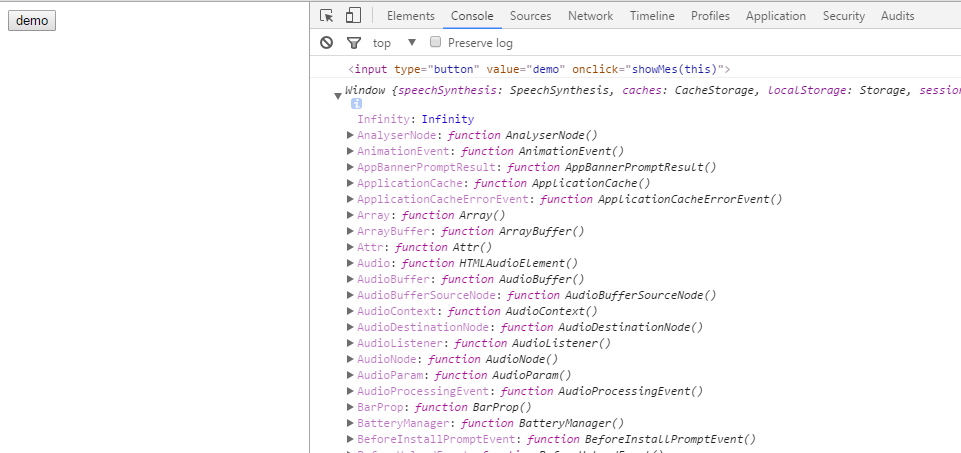 demo
Elements Console Sources Network Timeline Profiles Application Security Audits
top Preserve log
<input type="button" value="demo" onclick="showMes(this)">
Window {speechSynthesis: SpeechSynthesis, caches: CacheStorage, localStorage: Storage, session
i
Infinity: Infinity
AnalyserNode: function AnalyserNode()
AnimationEvent: function AnimationEvent()
AppBannerPromptResult: function AppBannerPromptResult()
ApplicationCache: function ApplicationCache()
ApplicationCacheErrorEvent: function ApplicationCacheErrorEvent()
Array: function Array()
ArrayBuffer: function ArrayBuffer()
Attr: function Attr()
Audio: function HTMLAudioElement()
AudioBuffer: function AudioBuffer()
AudioBufferSourceNode: function AudioBufferSourceNode()
AudioContext: function AudioContext()
AudioDestinationNode: function AudioDestinationNode()
AudioListener: function AudioListener()
AudioNode: function AudioNode()
AudioParam: function AudioParam()
AudioProcessingEvent: function AudioProcessingEvent()
BarProp: function BarProp()
BatteryManager: function BatteryManager()
BeforeInstallPromptEvent: function BeforeInstallPromptEvent()